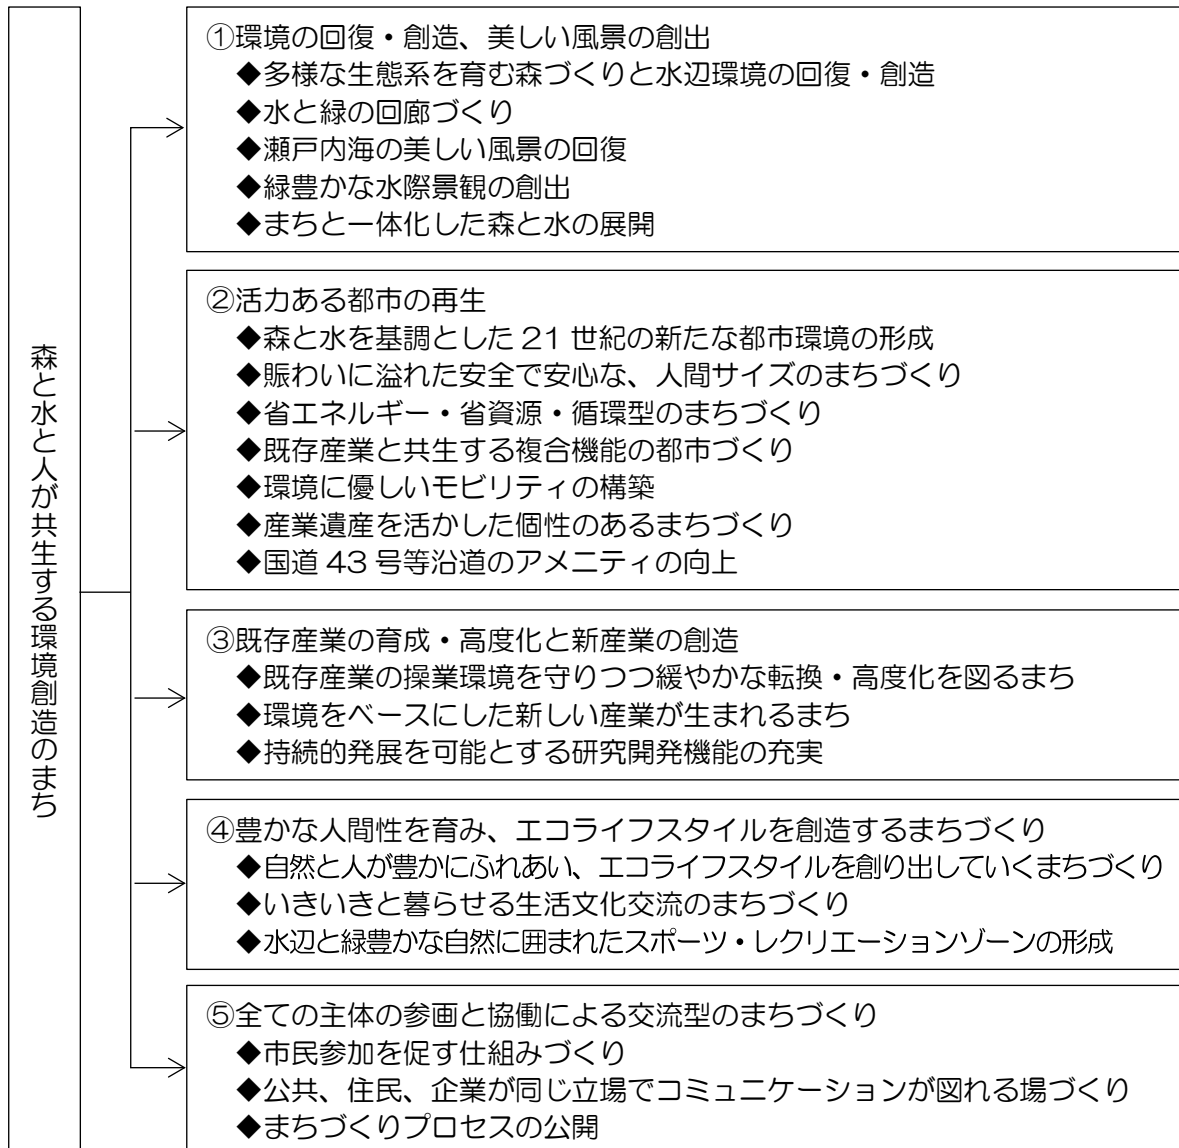 森と水と人が共生する環境創造のまち
①環境の回復・創造、美しい風景の創出
◆多様な生態系を育む森づくりと水辺環境の回復・創造
◆水と緑の回廊づくり
◆瀬戸内海の美しい風景の回復
◆緑豊かな水際景観の創出
◆まちと一体化した森と水の展開
②活力ある都市の再生
◆森と水を基調とした 21 世紀の新たな都市環境の形成
◆賑わいに溢れた安全で安心な、人間サイズのまちづくり
◆省エネルギー・省資源・循環型のまちづくり
◆既存産業と共生する複合機能の都市づくり
◆環境に優しいモビリティの構築
◆産業遺産を活かした個性のあるまちづくり
◆国道 43 号等沿道のアメニティの向上
③既存産業の育成・高度化と新産業の創造
◆既存産業の操業環境を守りつつ緩やかな転換・高度化を図るまち
◆環境をベースにした新しい産業が生まれるまち
◆持続的発展を可能とする研究開発機能の充実
④豊かな人間性を育み、エコライフスタイルを創造するまちづくり
◆自然と人が豊かにふれあい、エコライフスタイルを創り出していくまちづくり
◆いきいきと暮らせる生活文化交流のまちづくり
◆水辺と緑豊かな自然に囲まれたスポーツ・レクリエーションゾーンの形成
⑤全ての主体の参画と協働による交流型のまちづくり
◆市民参加を促す仕組みづくり
◆公共、住民、企業が同じ立場でコミュニケーションが図れる場づくり
◆まちづくりプロセスの公開